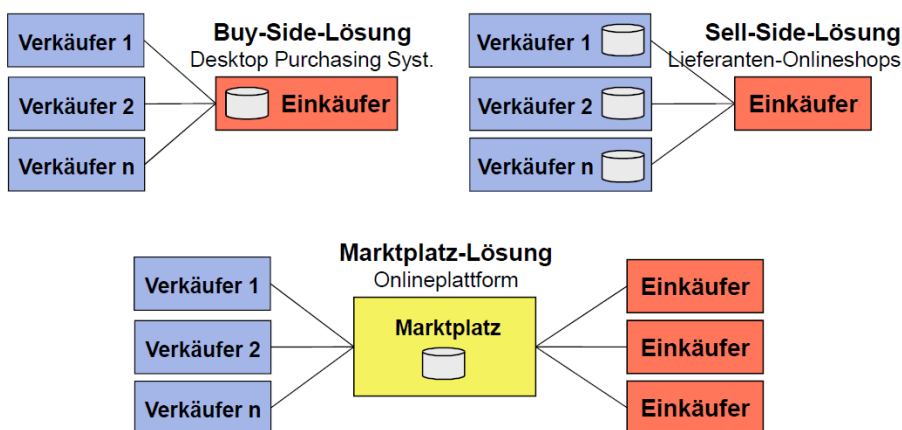 Buy-Side-Lösung
Desktop Purchasing Syst.
Verkäufer 1
Verkäufer 2
Verkäufer n
Einkäufer
Sell-Side-Lösung
Lieferanten-Onlineshops
Verkäufer 1
Verkäufer 2
Verkäufer n
Einkäufer
Marktplatz-Lösung
Onlineplattform
Verkäufer 1
Verkäufer 2
Verkäufer n
Marktplatz
Einkäufer
Einkäufer
Einkäufer